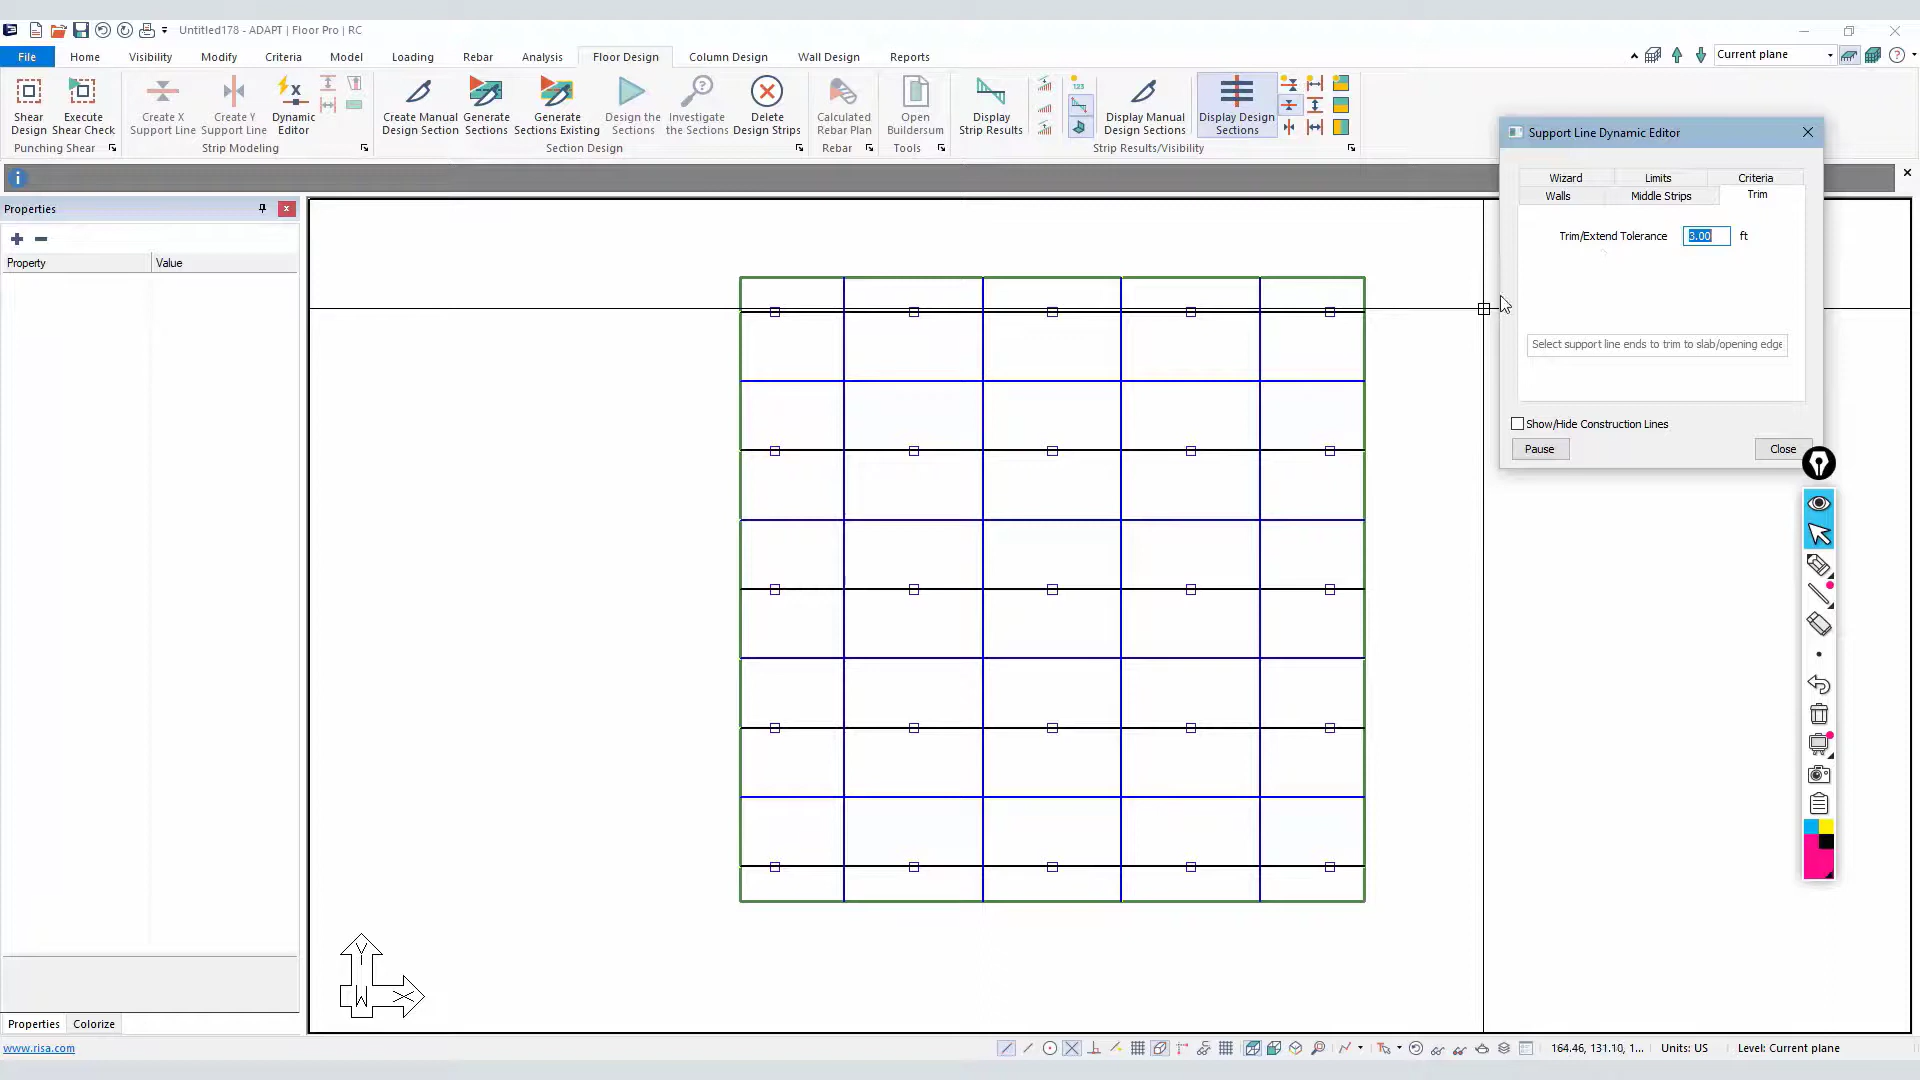 Untitled178 - ADAPT | Floor Pro | RC
File Home Visibility Modify Criteria Model Loading Rebar Analysis Floor Design Column Design Wall Design Reports
Current plane
Shear Design
Execute Shear Check
Create X Support Line
Create Y Support Line
Dynamic Editor
Create Manual Design Section
Generate Sections
Generate Sections Existing
Design the Sections
Investigate the Sections
Delete Design Strips
Calculated Rebar Plan
Open Buildersum
Display Strip Results
123
Display Manual Design Sections
Display Design Sections
Punching Shear
Strip Modeling
Section Design
Rebar
Tools
Strip Results/Visibility
Support Line Dynamic Editor
Wizard Limits Criteria
Walls Middle Strips Trim
Trim/Extend Tolerance 3.00 ft
Select support line ends to trim to slab/opening edge
Show/Hide Construction Lines
Pause Close
Properties
Property Value
Y
W X
Properties Colorize
www.risa.com
164.46, 131.10, 1... Units: US Level: Current plane